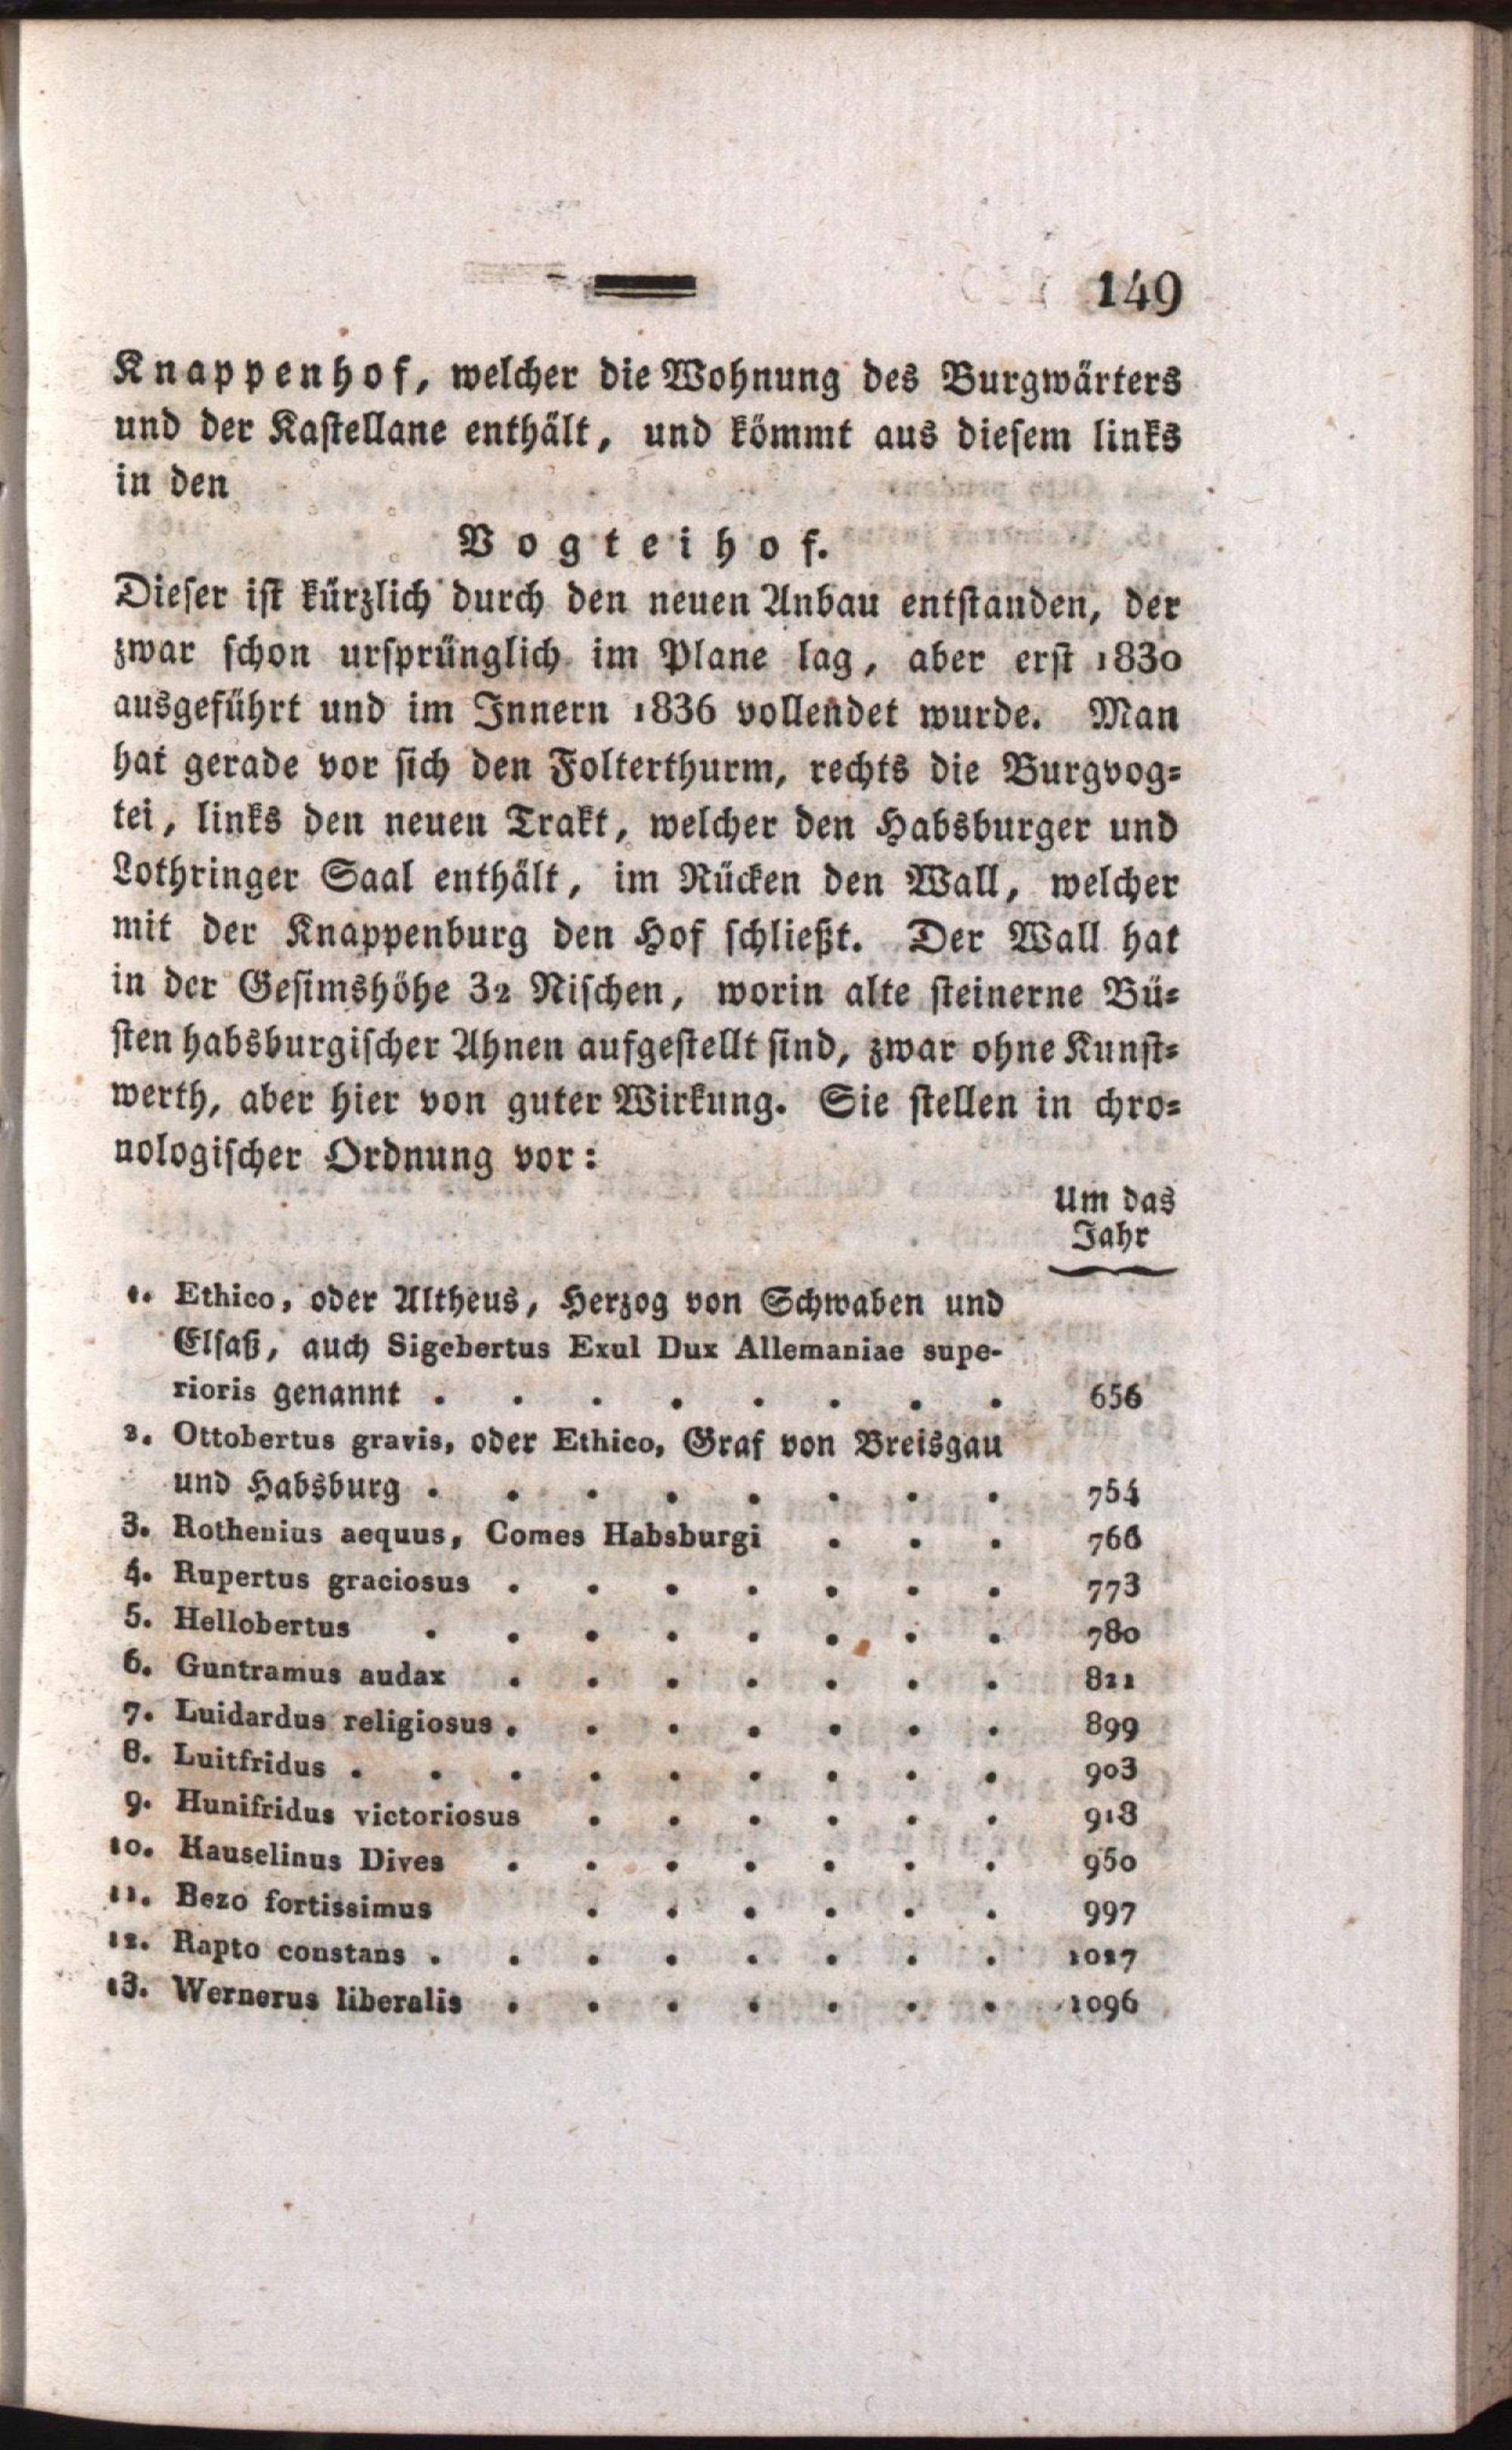 149
Knappenhof, welcher die Wohnung des Burgwärters
und der Kastellane enthält, und kömmt aus diesem links
in den
Vogteihof.
Dieser ist kürzlich durch den neuen Anbau entstanden, der
zwar schon ursprünglich im Plane lag, aber erst 1830
ausgeführt und im Innern 1836 vollendet wurde. Man
hat gerade vor sich den Folterthurm, rechts die Burgvog=
tei, links den neuen Trakt, welcher den Habsburger und
Lothringer Saal enthält, im Rücken den Wall, welcher
mit der Knappenburg den Hof schließt. Der Wall hat
in der Gesimshöhe 32 Nischen, worin alte steinerne Bü=
sten habsburgischer Ahnen aufgestellt sind, zwar ohne Kunst=
werth, aber hier von guter Wirkung. Sie stellen in chro=
nologischer Ordnung vor:
Um das
Jahr
1. Ethico, oder Altheus, Herzog von Schwaben und
Elsaß, auch Sigebertus Exul Dux Allemaniae supe-
rioris genannt . . . . . . . . 656
2. Ottobertus gravis, oder Ethico, Graf von Breisgau
und Habsburg . . . . . . . . 754
3. Rothenius aequus, Comes Habsburgi . . . 766
4. Rupertus graciosus . . . . . . . 773
5. Hellobertus . . . . . . . . 780
6. Guntramus audax . . . . . . . 821
7. Luidardus religiosus . . . . . . . 899
8. Luitfridus . . . . . . . . . 903
9. Hunifridus victoriosus . . . . . . 918
10. Hauselinus Dives . . . . . . . 950
11. Bezo fortissimus . . . . . . 997
12. Rapto constans . . . . . . . . 1027
13. Wernerus liberalis . . . . . . . 1096